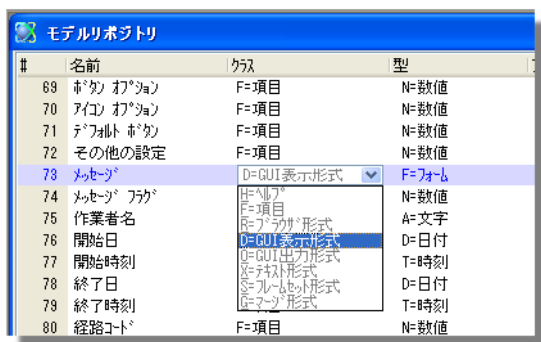 モデルリポジトリ
# 名前 クラス 型
69 ﾎﾞﾀﾝ ｵﾌﾟｼｮﾝ F=項目 N=数値
70 ｱｲｺﾝ ｵﾌﾟｼｮﾝ F=項目 N=数値
71 ﾃﾞﾌｫﾙﾄ ﾎﾞﾀﾝ F=項目 N=数値
72 その他の設定 F=項目 N=数値
73 ﾒｯｾｰｼﾞ D=GUI表示形式 F=ﾌｫｰﾑ
74 ﾒｯｾｰｼﾞ ﾌﾗｸﾞ H=ﾍﾙﾌﾟ N=数値
F=項目
75 作業者名 R=ﾌﾞﾗｳｻﾞ形式 A=文字
76 開始日 D=GUI表示形式 D=日付
77 開始時刻 O=GUI出力形式 T=時刻
X=ﾃｷｽﾄ形式
78 終了日 S=ﾌﾚｰﾑｾｯﾄ形式 D=日付
79 終了時刻 G=ﾏｰｼﾞ形式 T=時刻
80 経路ｺｰﾄﾞ F=項目 N=数値